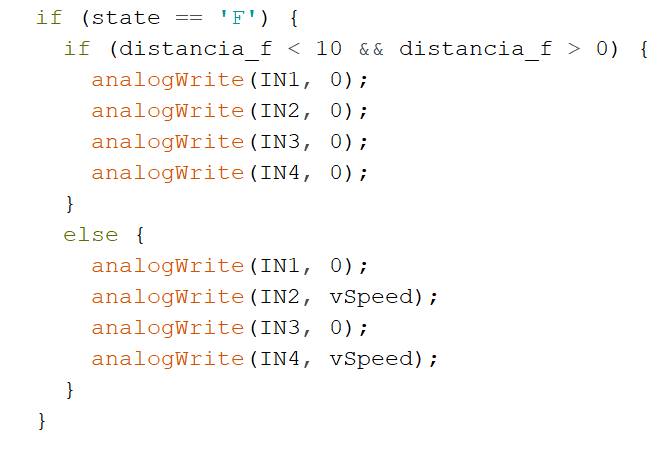 if (state == 'F') {
if (distancia_f < 10 && distancia_f > 0) {
analogWrite(IN1, 0);
analogWrite(IN2, 0);
analogWrite(IN3, 0);
analogWrite(IN4, 0);
}
else {
analogWrite(IN1, 0);
analogWrite(IN2, vSpeed);
analogWrite(IN3, 0);
analogWrite(IN4, vSpeed);
}
}